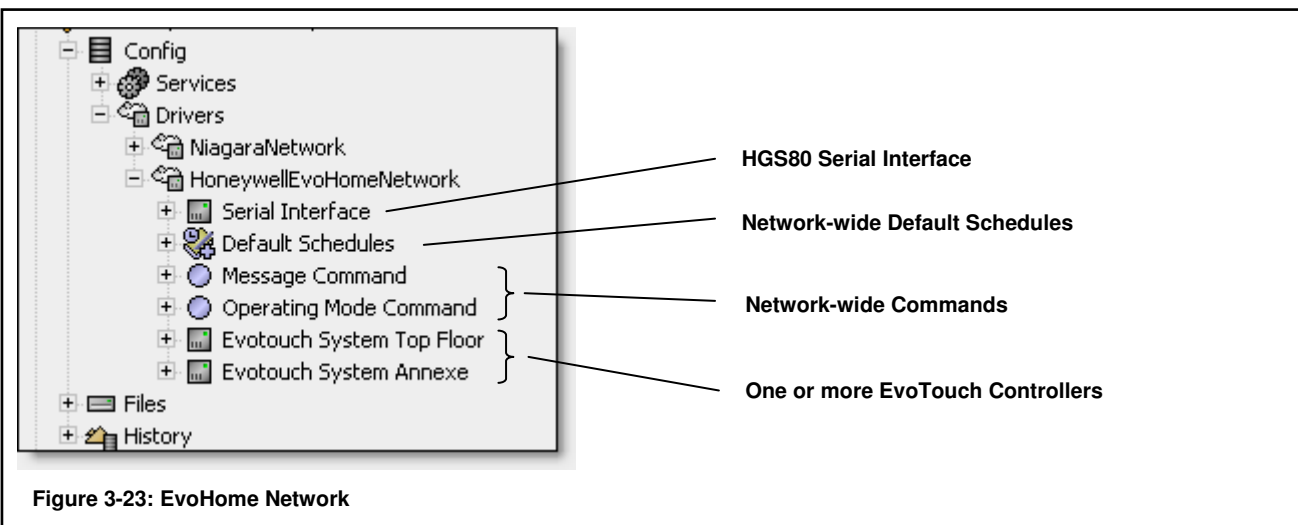 Config
Services
Drivers
NiagaraNetwork
HoneywellEvoHomeNetwork
Serial Interface
Default Schedules
Message Command
Operating Mode Command
Evotouch System Top Floor
Evotouch System Annexe
Files
History
HGS80 Serial Interface
Network-wide Default Schedules
Network-wide Commands
One or more EvoTouch Controllers
Figure 3-23: EvoHome Network